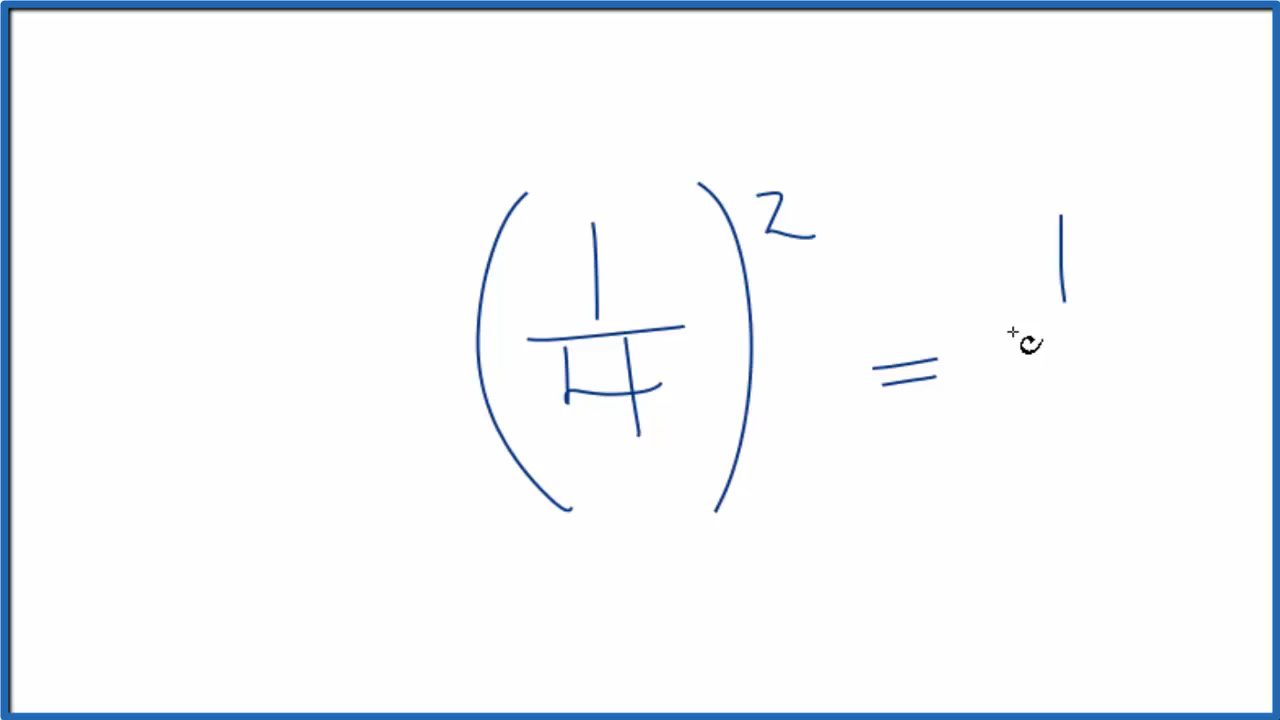 (1/4)² = 1